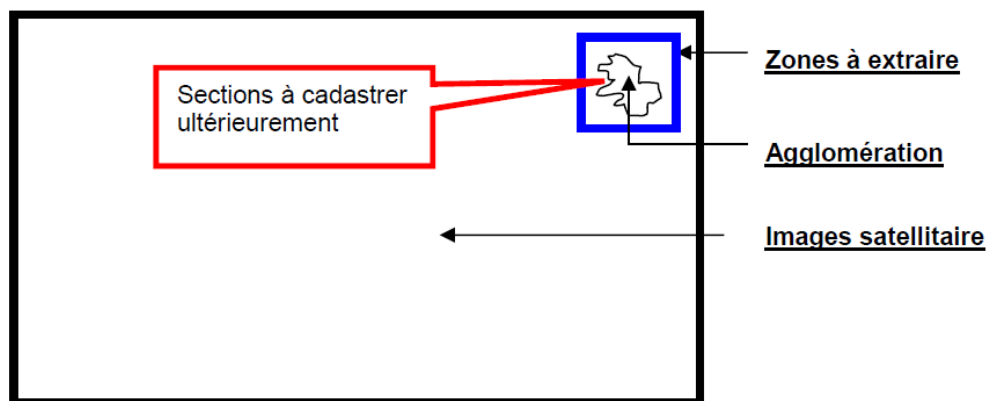 Zones à extraire
Sections à cadastrer
ultérieurement
Agglomération
Images satellitaire